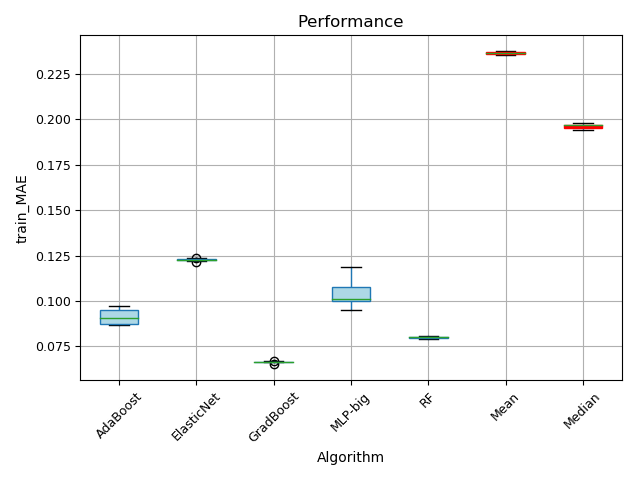 Performance
train_MAE
0.225
0.200
0.175
0.150
0.125
0.100
0.075
AdaBoost
ElasticNet
GradBoost
MLP-big
RF
Mean
Median
Algorithm